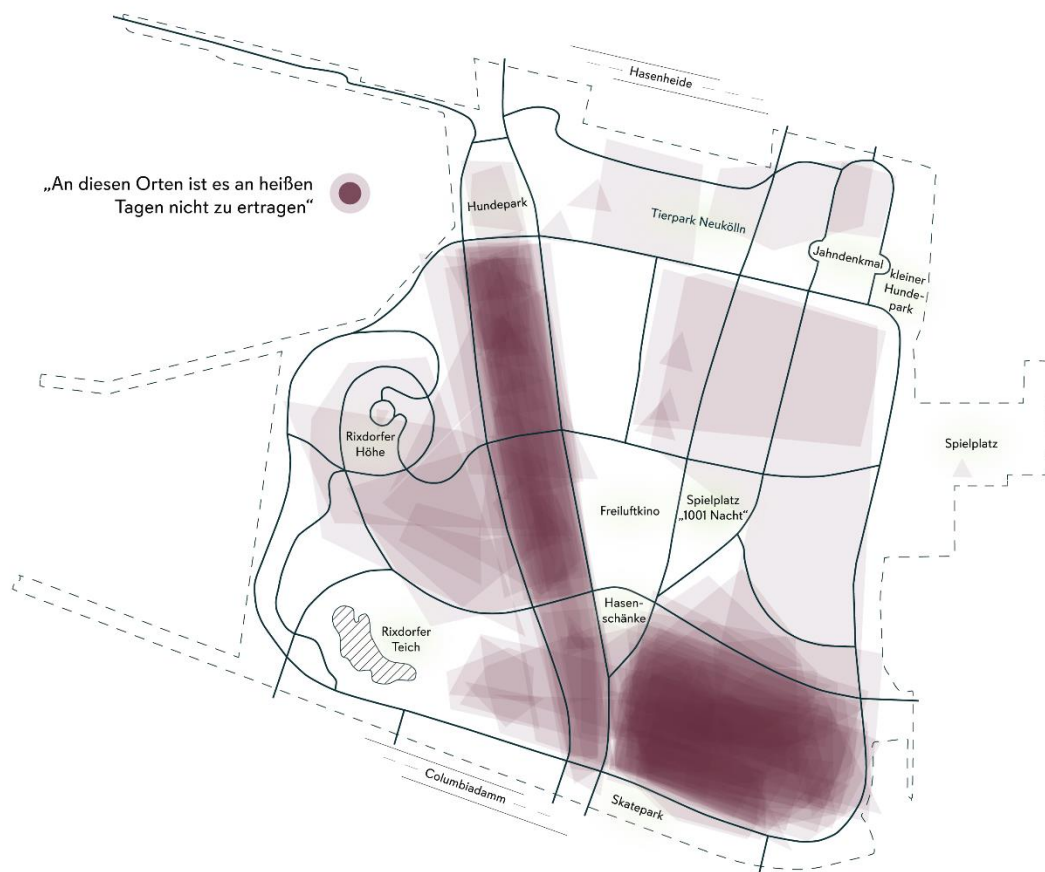 Hasenheide
„An diesen Orten ist es an heißen
Tagen nicht zu ertragen“
Hundepark
Tierpark Neukölln
Jahndenkmal
kleiner
Hunde-
park
Rixdorfer
Höhe
Spielplatz
Freiluftkino
Spielplatz
„1001 Nacht“
Hasen-
schänke
Rixdorfer
Teich
Columbiadamm
Skatepark